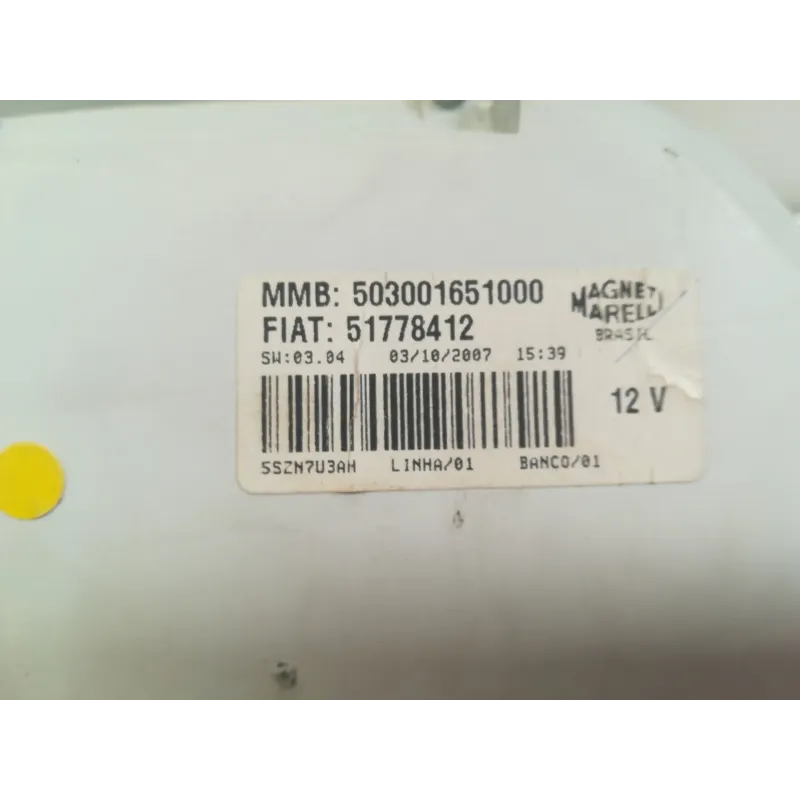 MMB: 503001651000
FIAT: 51778412
MAGNETI
MARELLI
BRASIL
SW:03.04 03/10/2007 15:39
12 V
5SZN7U3AH LINHA/01 BANCO/01